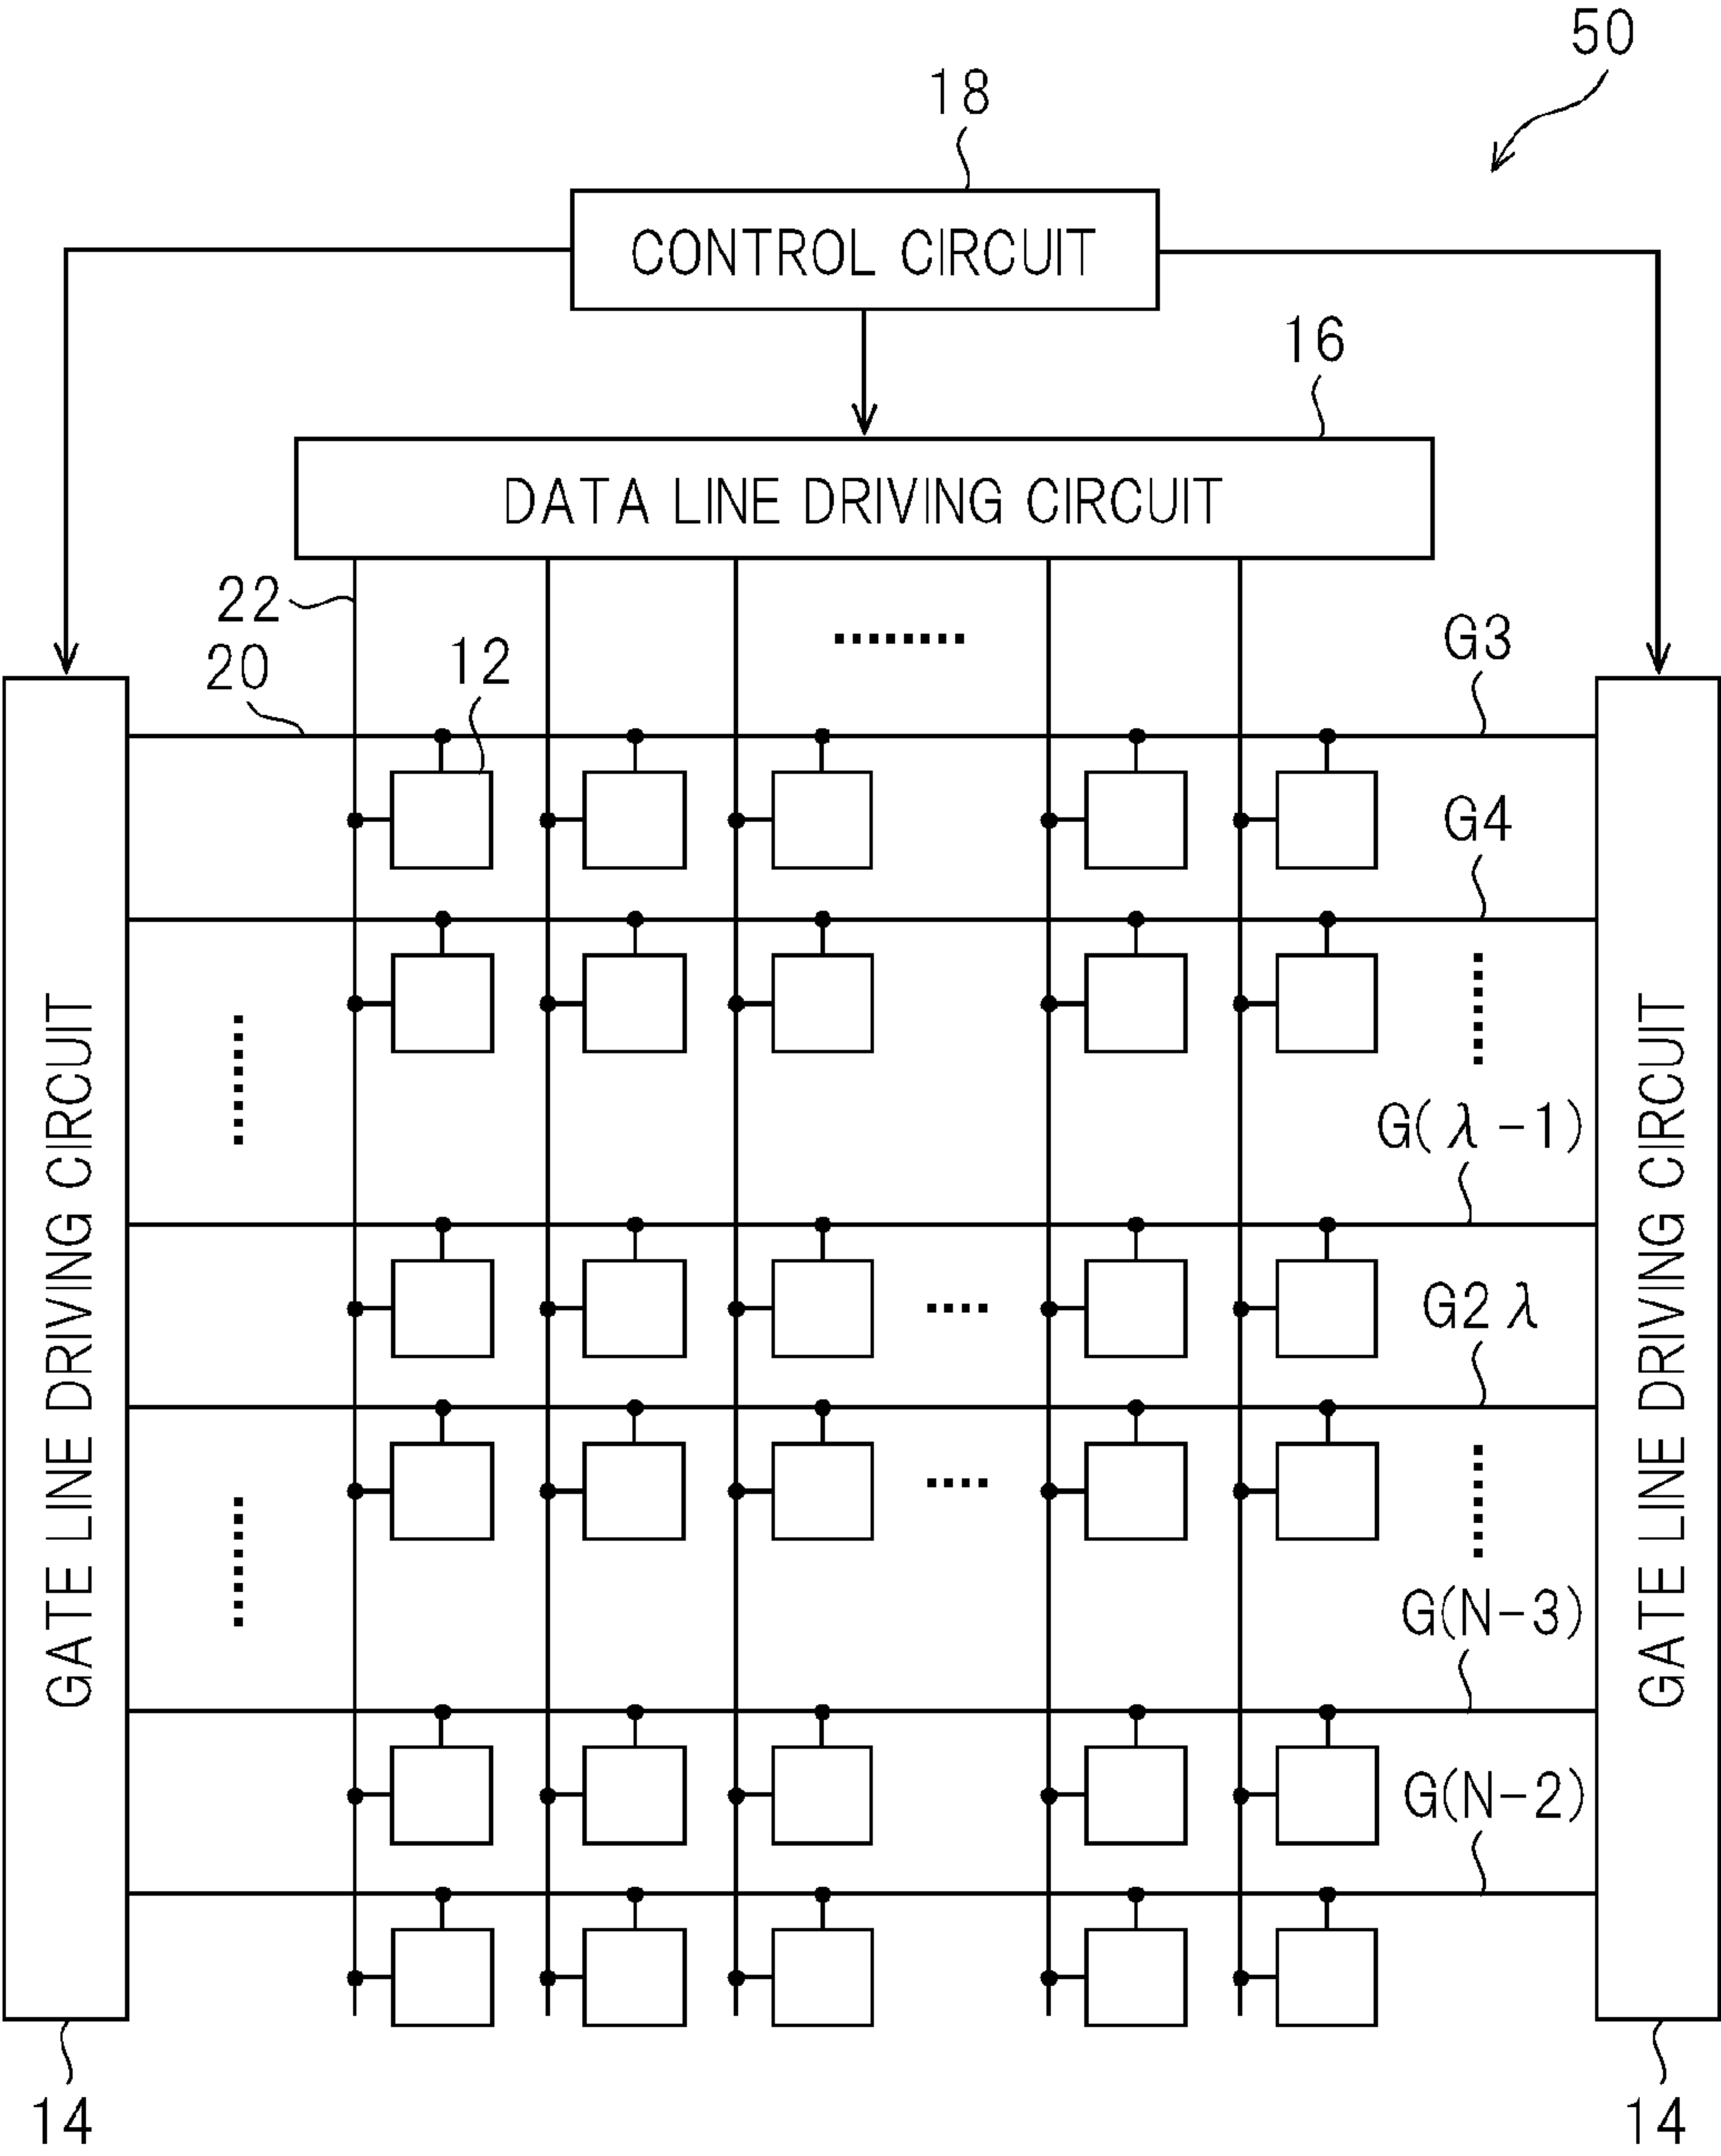 50
18
CONTROL CIRCUIT
16
DATA LINE DRIVING CIRCUIT
22
20
12
G3
G4
G(λ-1)
G2λ
G(N-3)
G(N-2)
GATE LINE DRIVING CIRCUIT
GATE LINE DRIVING CIRCUIT
14
14